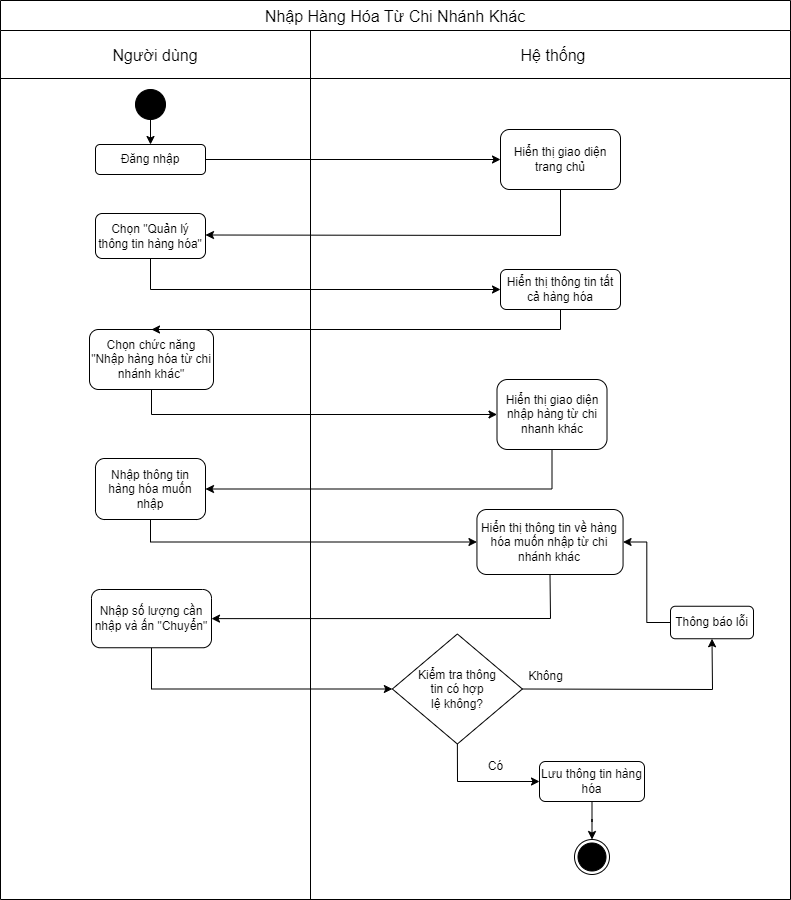 Nhập Hàng Hóa Từ Chi Nhánh Khác
Người dùng
Hệ thống
Đăng nhập
Hiển thị giao diện
trang chủ
Chọn "Quản lý
thông tin hàng hóa"
Hiển thị thông tin tất
cả hàng hóa
Chọn chức năng
"Nhập hàng hóa từ chi
nhánh khác"
Hiển thị giao diện
nhập hàng từ chi
nhanh khác
Nhập thông tin
hàng hóa muốn
nhập
Hiển thị thông tin về hàng
hóa muốn nhập từ chi
nhánh khác
Nhập số lượng cần
nhập và ấn "Chuyển"
Thông báo lỗi
Kiểm tra thông
tin có hợp
lệ không?
Không
Có
Lưu thông tin hàng
hóa